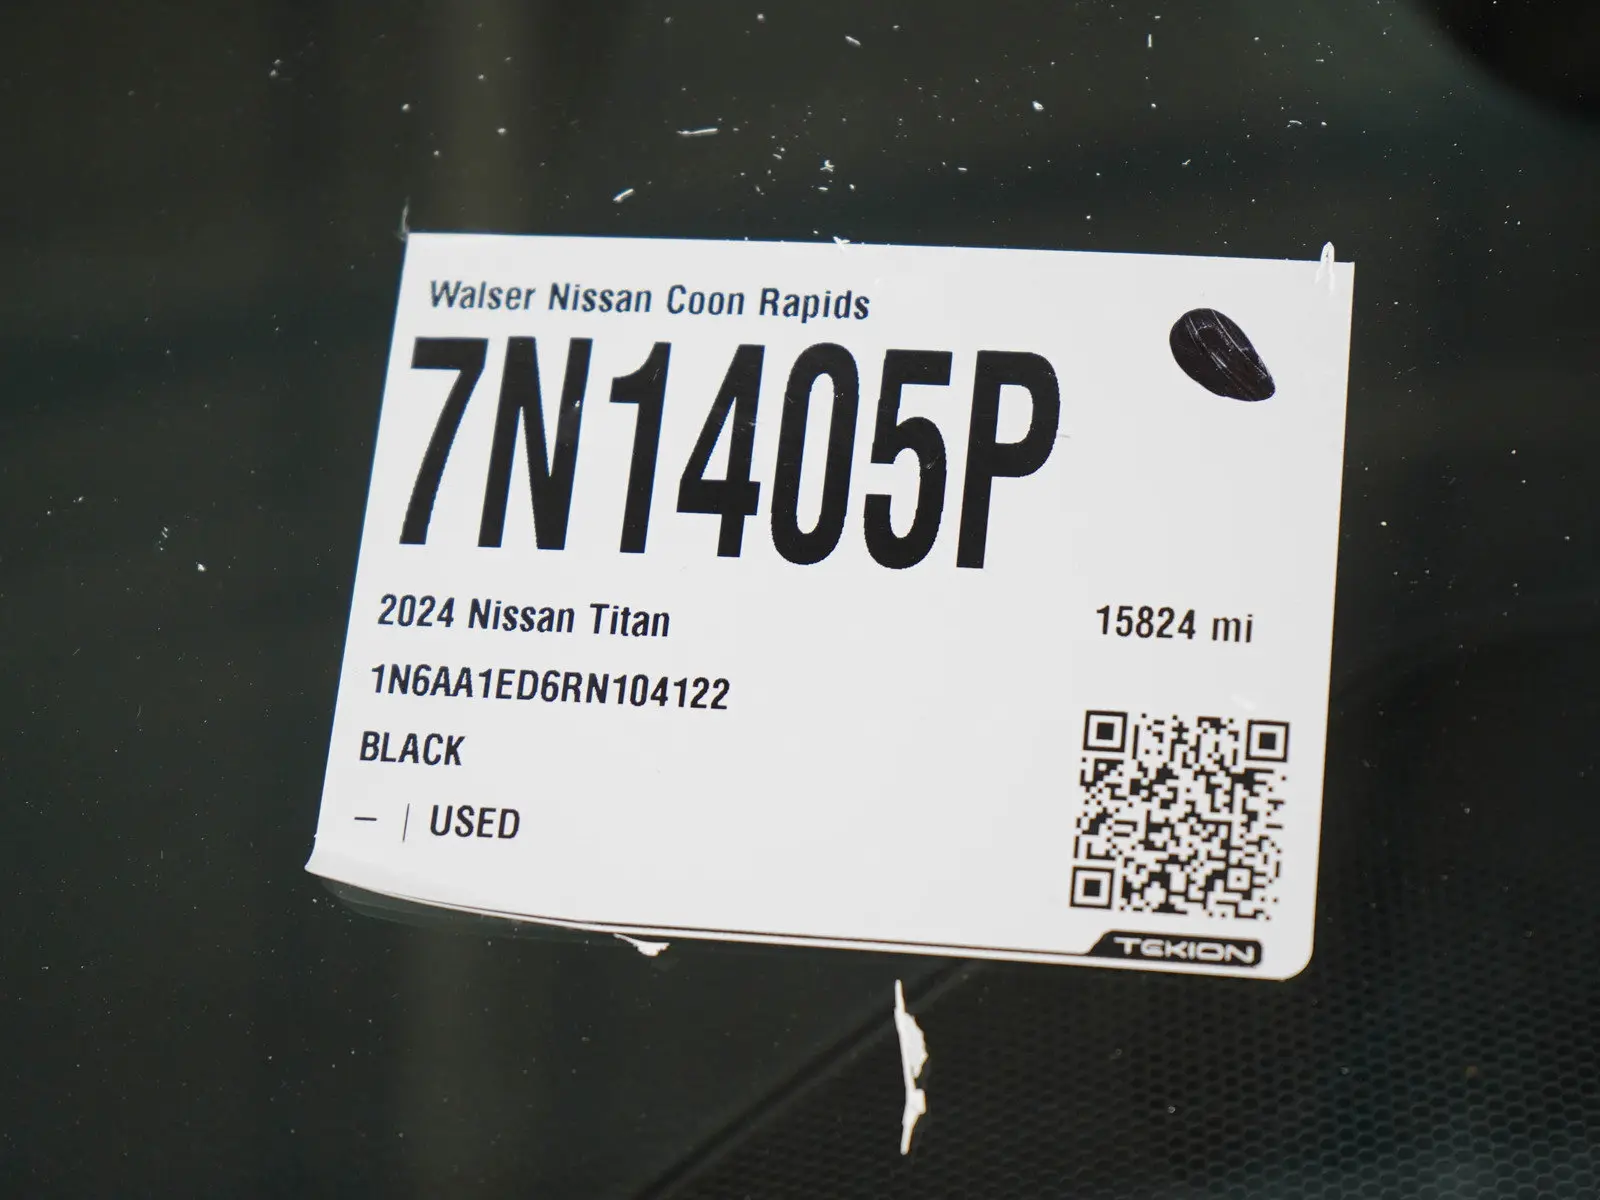 Walser Nissan Coon Rapids
7N1405P
2024 Nissan Titan
15824 mi
1N6AA1ED6RN104122
BLACK
– | USED
TEKION